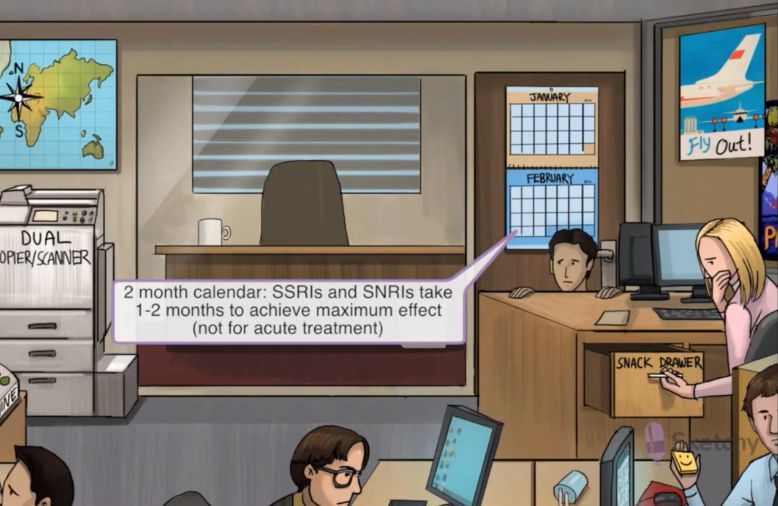 N
S
JANUARY
Fly Out!
FEBRUARY
DUAL
COPIER/SCANNER
2 month calendar: SSRIs and SNRIs take
1-2 months to achieve maximum effect
(not for acute treatment)
SNACK DRAWER
Sketchy